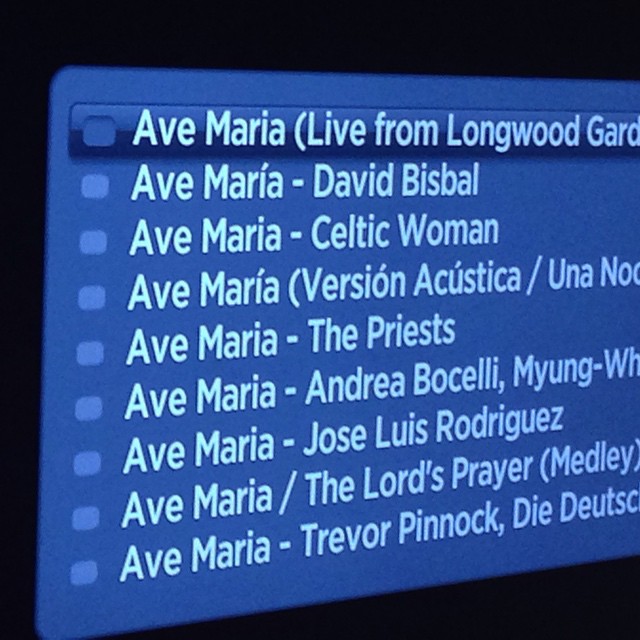 Ave Maria (Live from Longwood Gard
Ave María - David Bisbal
Ave Maria - Celtic Woman
Ave María (Versión Acústica / Una Noc
Ave Maria - The Priests
Ave Maria - Andrea Bocelli, Myung-Wh
Ave Maria - Jose Luis Rodriguez
Ave Maria / The Lord's Prayer (Medley)
Ave Maria - Trevor Pinnock, Die Deutsc